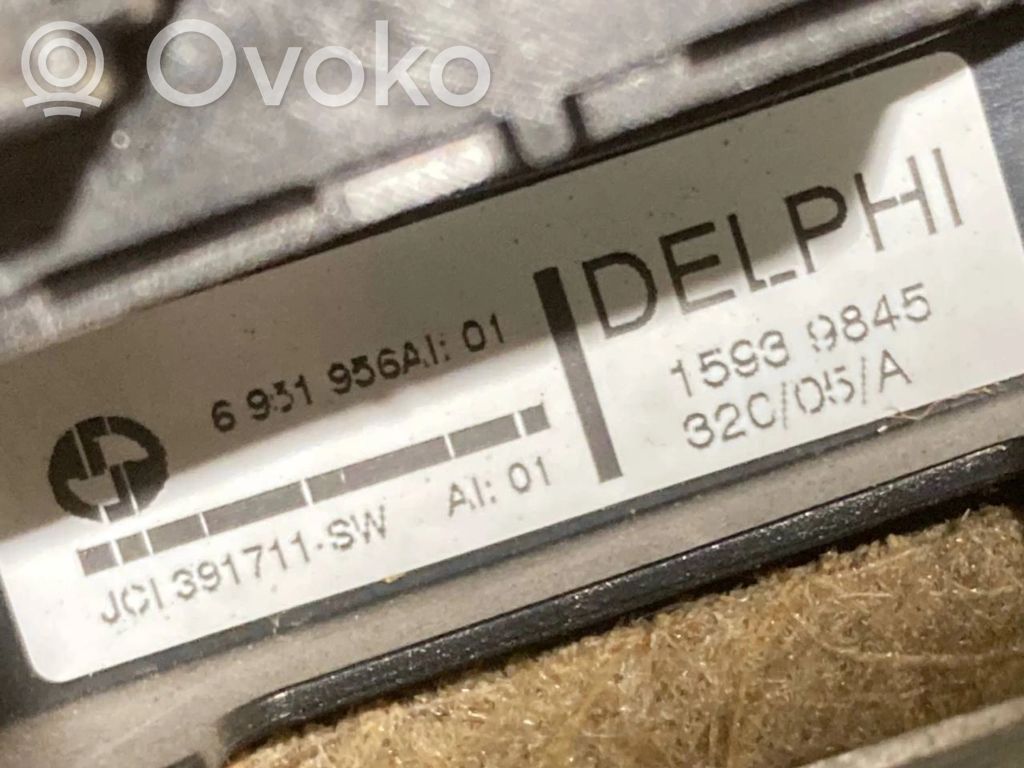 Ovoko
6 931 956AI: 01
JCI 391711-SW AI: 01
DELPHI
1593 9845
32C/05/A